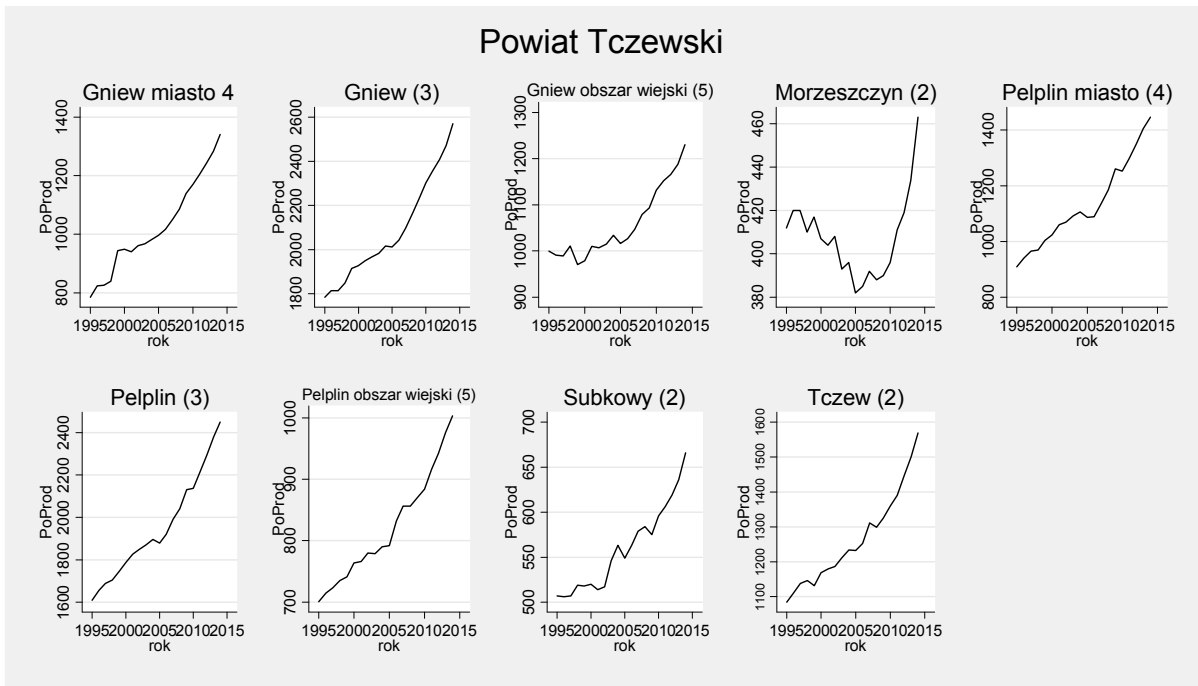 Powiat Tczewski
Gniew miasto 4
PoProd
800 1000 1200 1400
1995 2000 2005 2010 2015
rok
Gniew (3)
PoProd
1800 2000 2200 2400 2600
1995 2000 2005 2010 2015
rok
Gniew obszar wiejski (5)
PoProd
900 1000 1100 1200 1300
1995 2000 2005 2010 2015
rok
Morzeszczyn (2)
PoProd
380 400 420 440 460
1995 2000 2005 2010 2015
rok
Pelplin miasto (4)
PoProd
800 1000 1200 1400
1995 2000 2005 2010 2015
rok
Pelplin (3)
PoProd
1600 1800 2000 2200 2400
1995 2000 2005 2010 2015
rok
Pelplin obszar wiejski (5)
PoProd
700 800 900 1000
1995 2000 2005 2010 2015
rok
Subkowy (2)
PoProd
500 550 600 650 700
1995 2000 2005 2010 2015
rok
Tczew (2)
PoProd
1100 1200 1300 1400 1500 1600
1995 2000 2005 2010 2015
rok